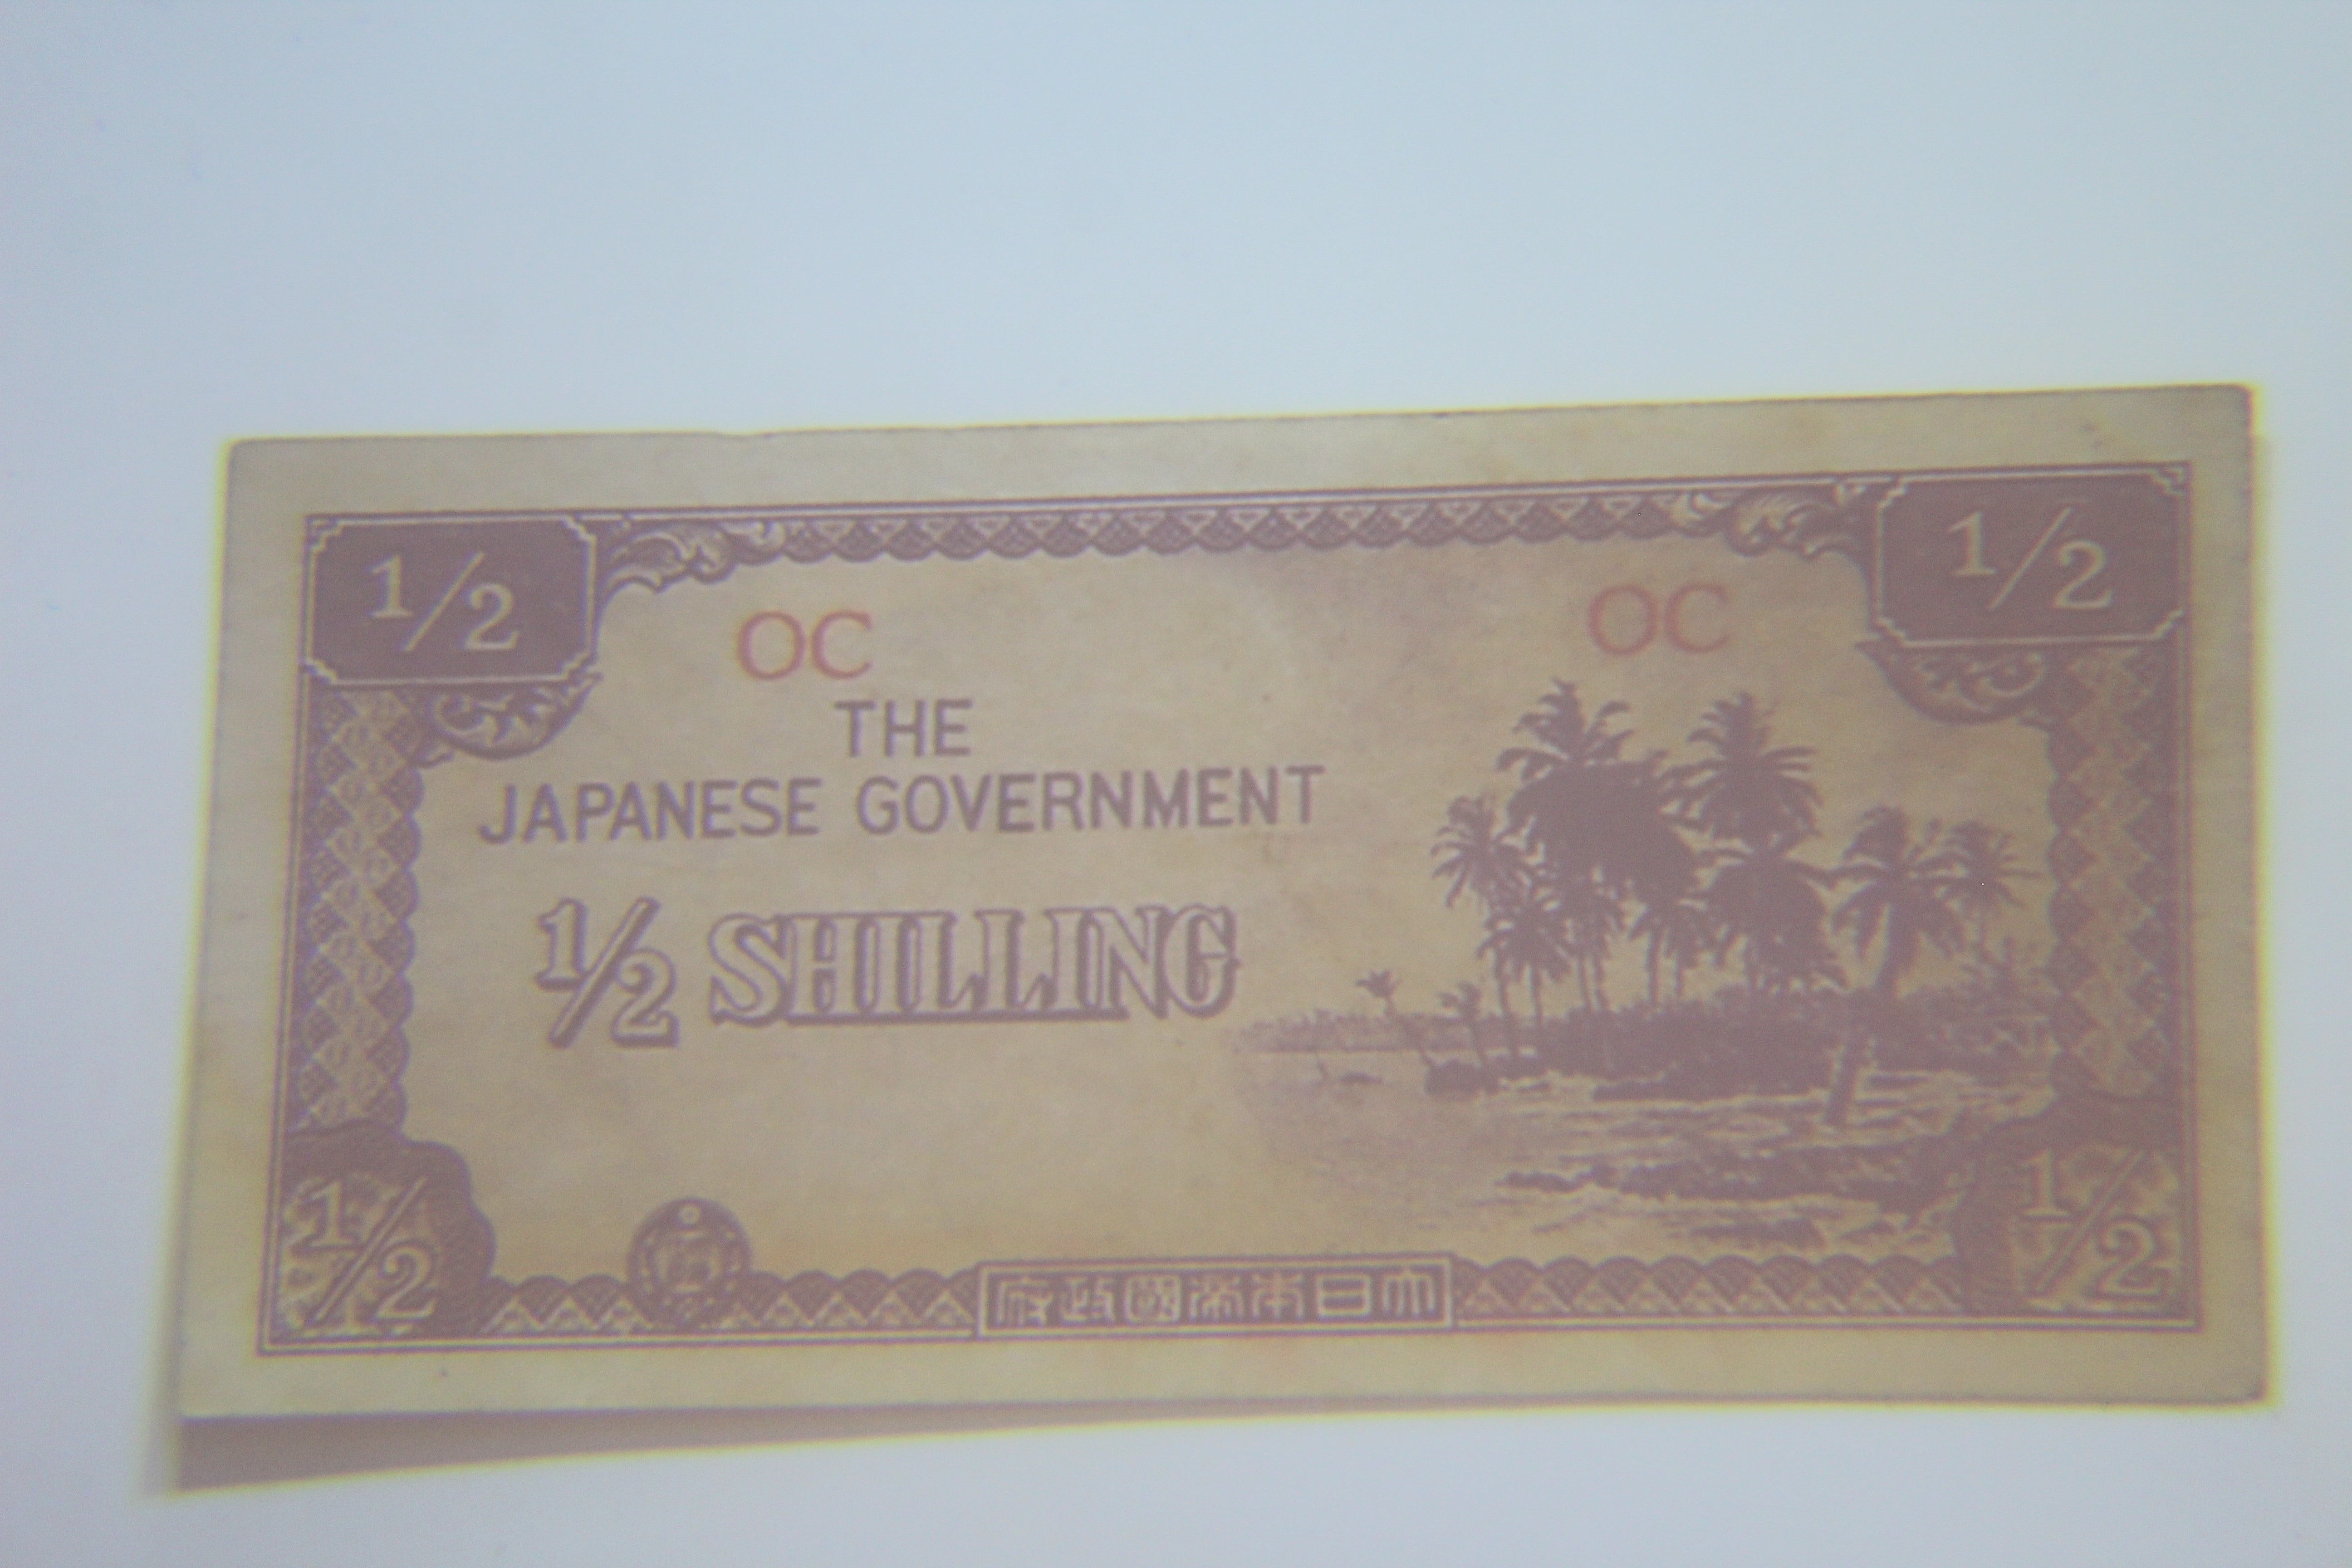 1/2 1/2
OC OC
THE
JAPANESE GOVERNMENT
1/2 SHILLING
1/2 1/2
府政國帝本日大